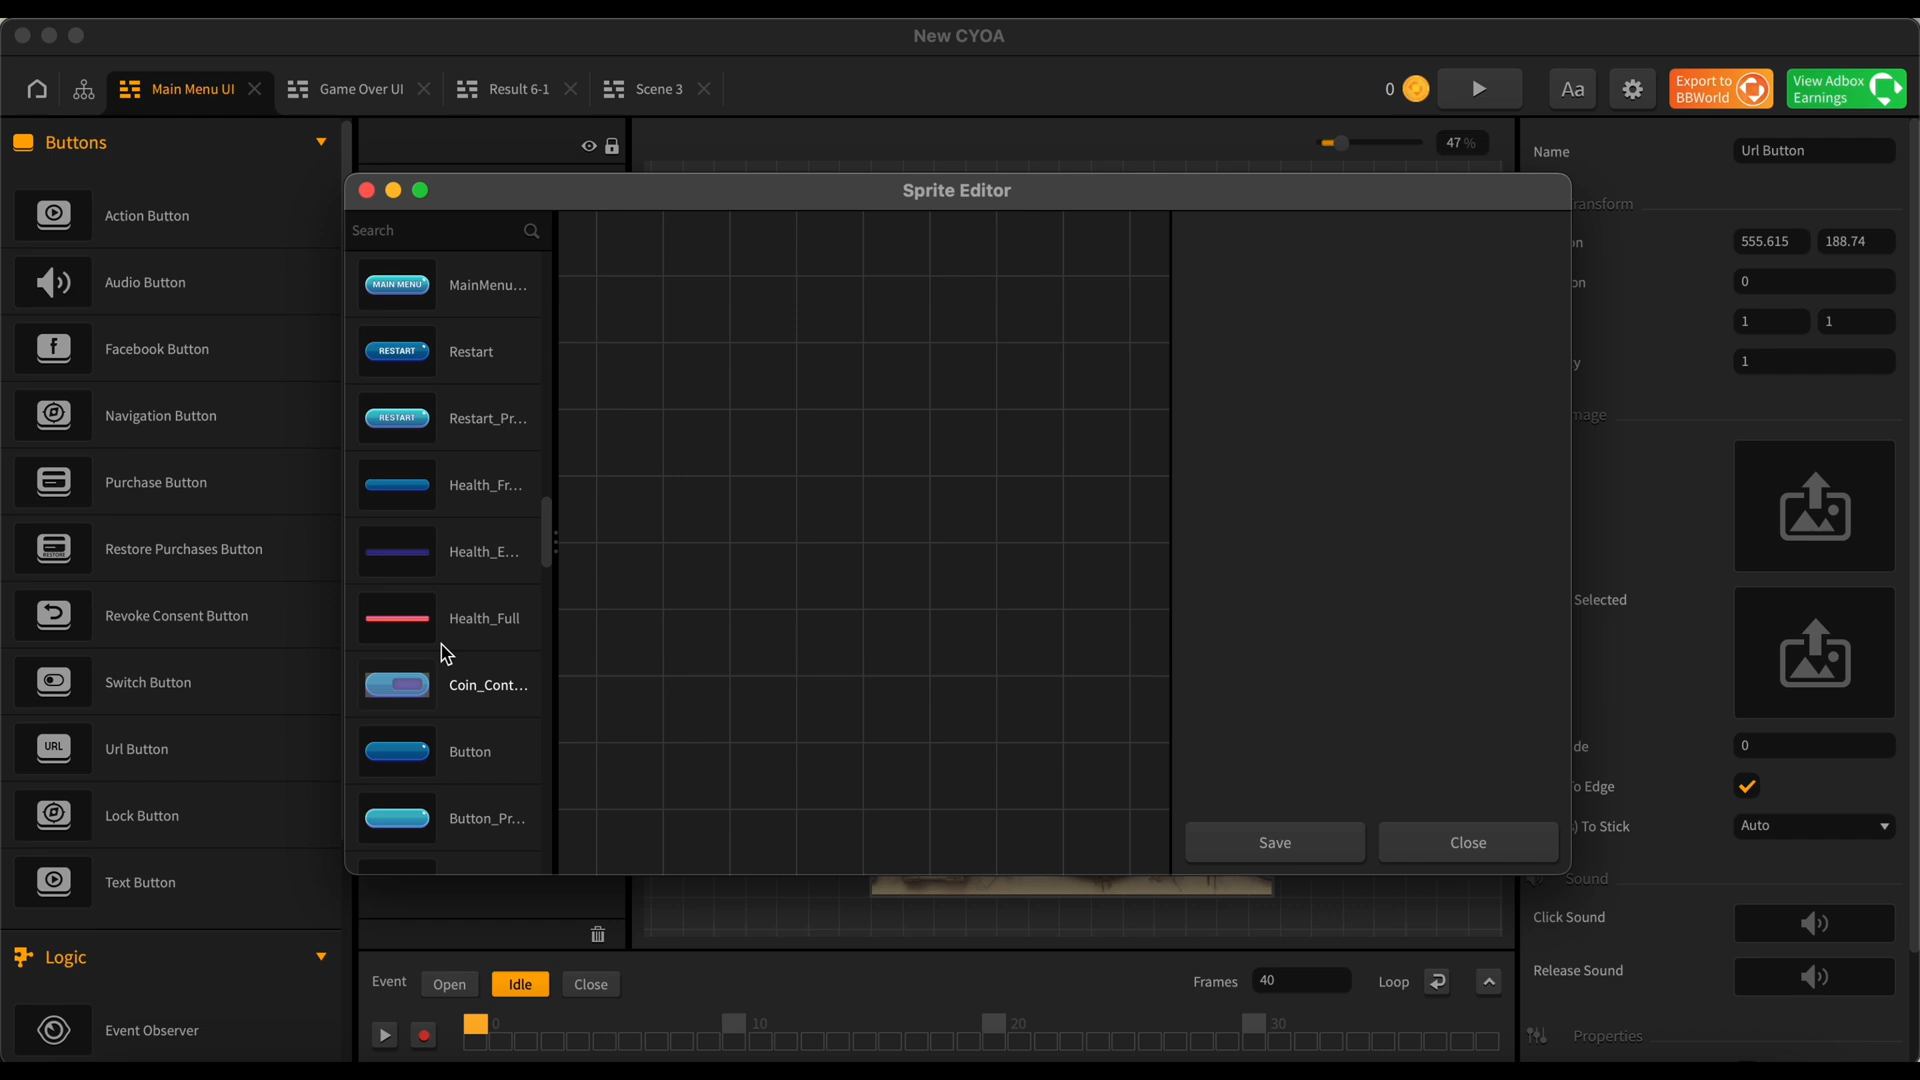 New CYOA
Main Menu UI
Game Over UI
Result 6-1
Scene 3
0
Aa
Export to
BBWorld
View Adbox
Earnings
Buttons
Action Button
Audio Button
Facebook Button
Navigation Button
Purchase Button
Restore Purchases Button
RESTORE
Revoke Consent Button
Switch Button
URL
Url Button
Lock Button
Text Button
Logic
Event Observer
47 %
Sprite Editor
Search
MAIN MENU
MainMenu...
RESTART
Restart
RESTART
Restart_Pr...
Health_Fr...
Health_E...
Health_Full
Coin_Cont...
Button
Button_Pr...
Save
Close
Name
Url Button
ransform
on
555.615
188.74
on
0
1
1
y
1
mage
Selected
de
0
o Edge
) To Stick
Auto
Sound
Click Sound
Release Sound
Properties
Event
Open
Idle
Close
Frames
40
Loop
0
10
20
30